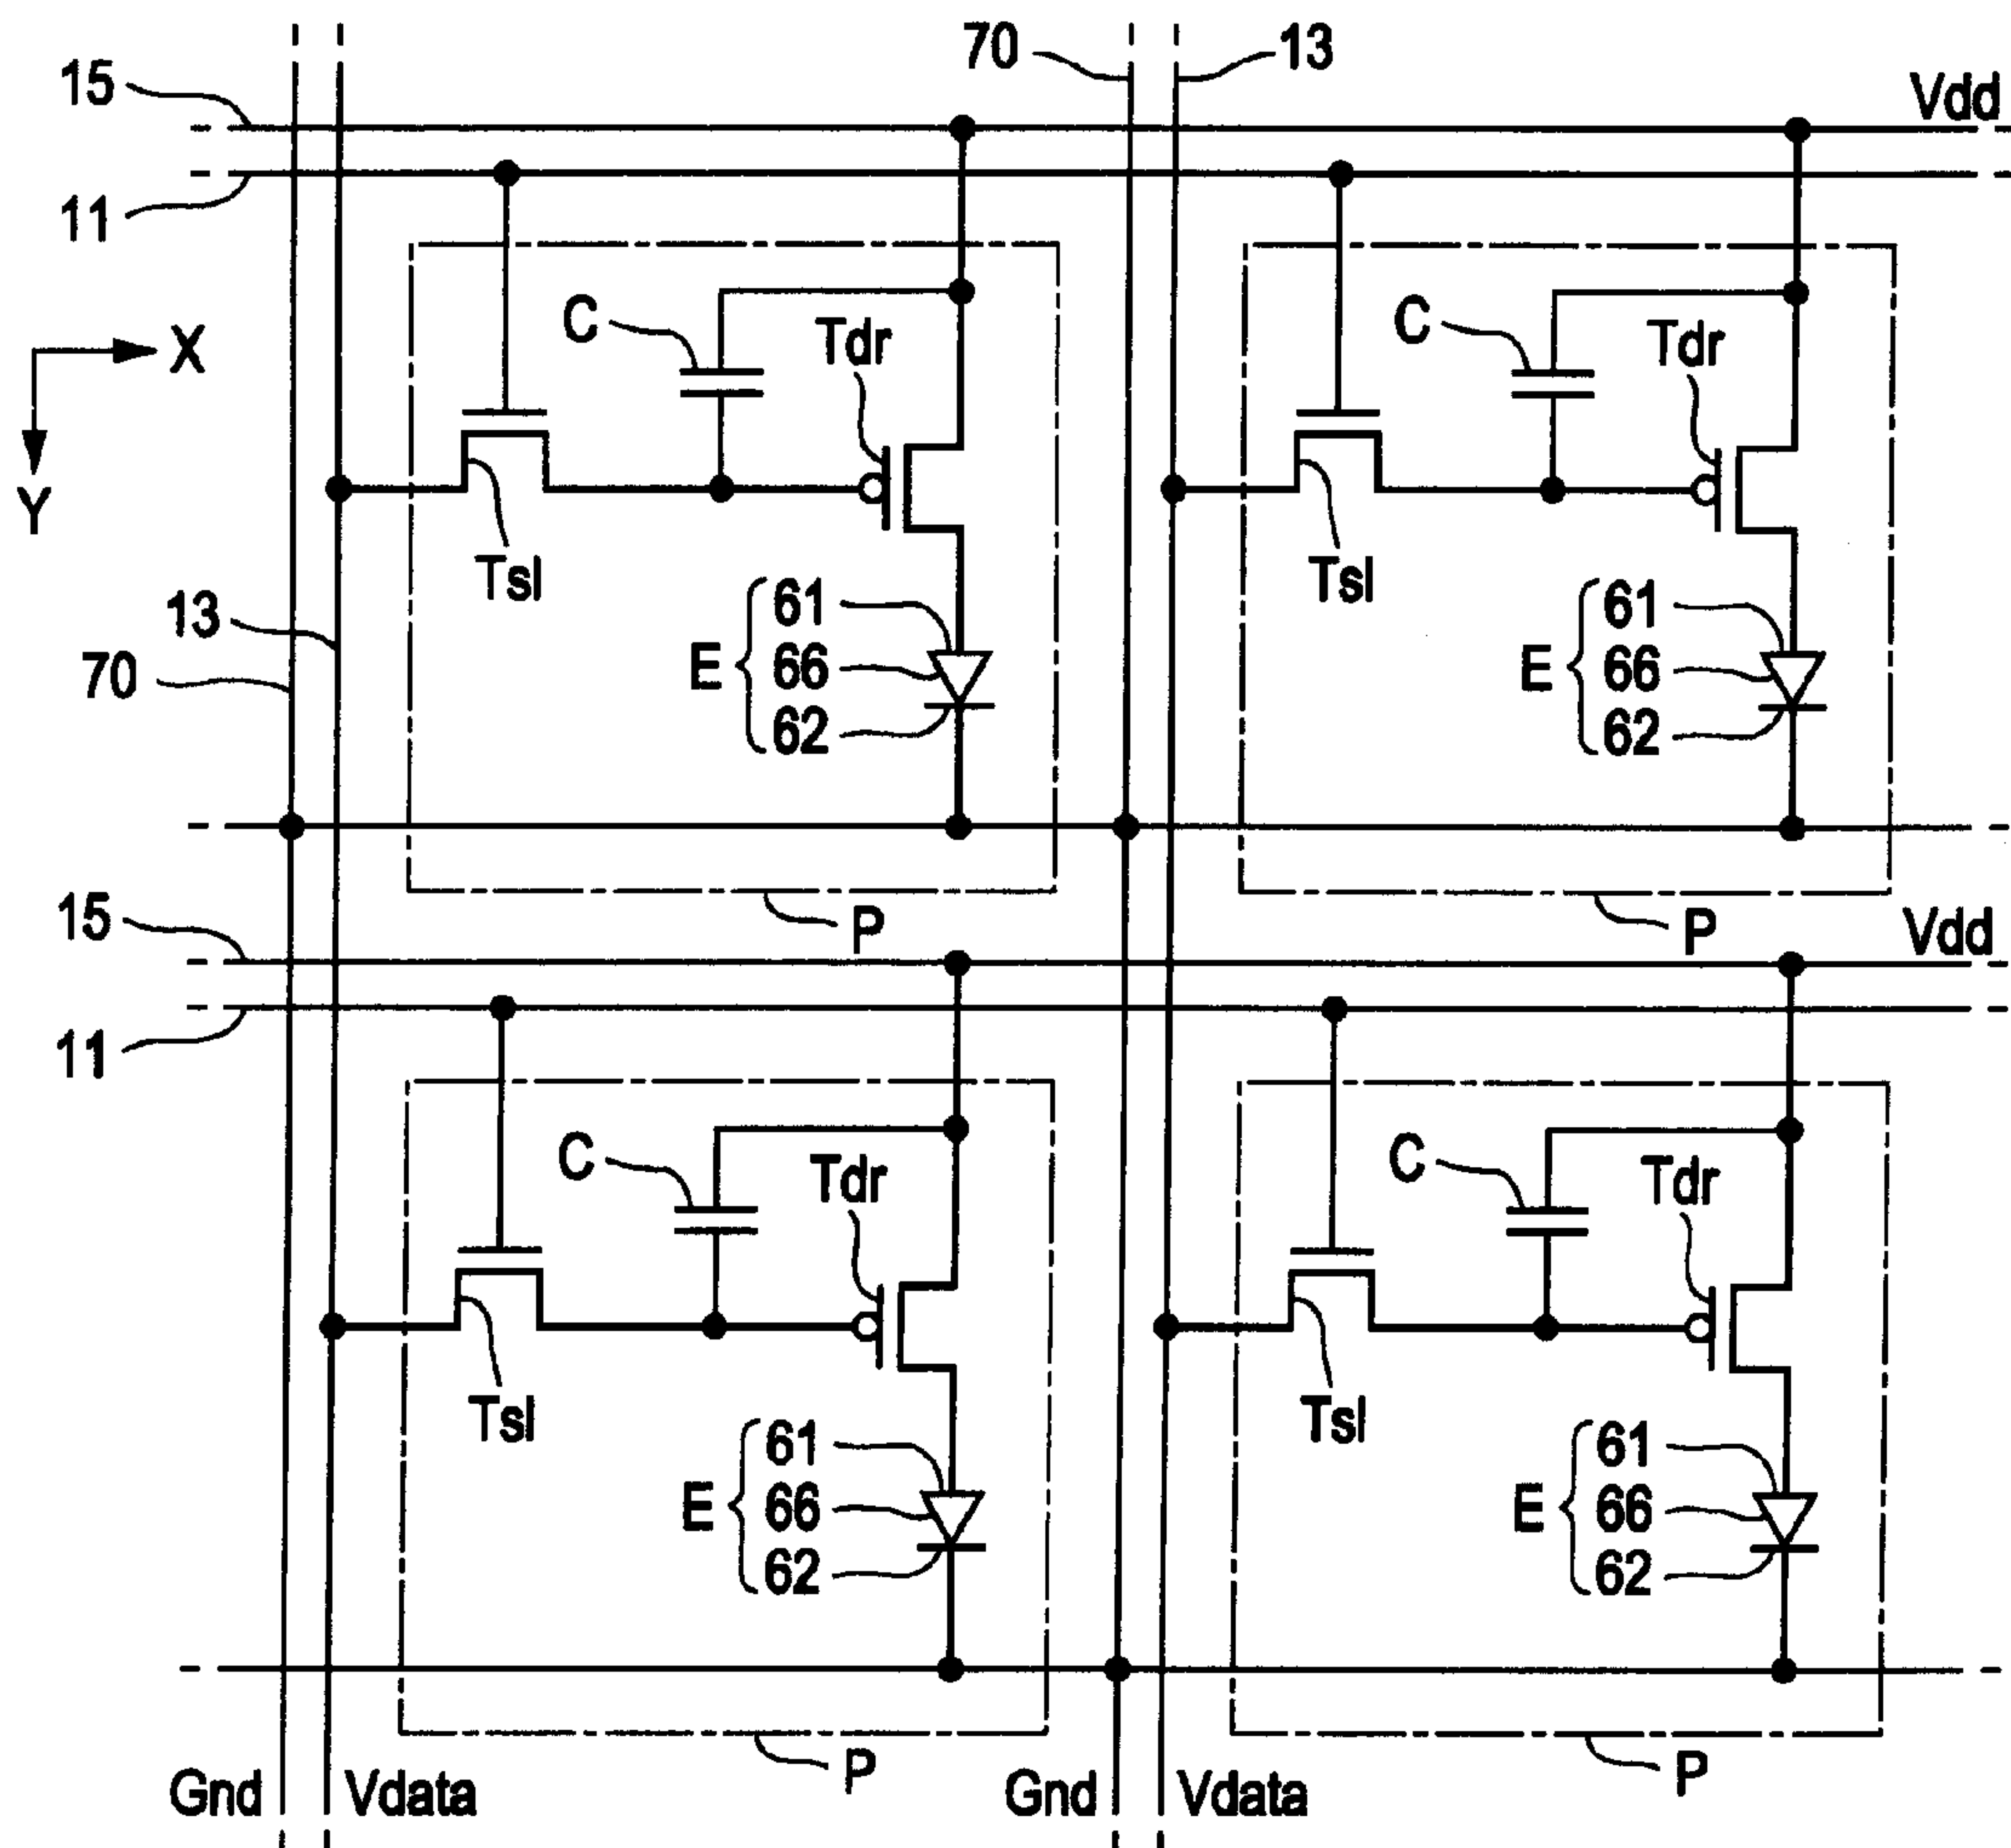 70 13
15 Vdd
11
C Tdr C Tdr
X
Y
Tsl Tsl
13 61 61
70 E 66 E 66
62 62
15 P P Vdd
11
C Tdr C Tdr
Tsl Tsl
61 61
E 66 E 66
62 62
P P
Gnd Vdata Gnd Vdata